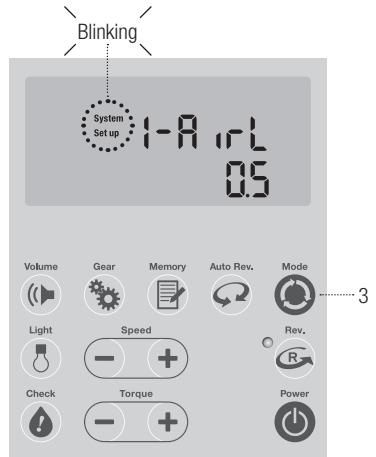 Blinking
System
Set up
1-A irL
0.5
Volume
Gear
Memory
Auto Rev.
Mode
3
Light
Speed
Rev.
R
Check
Torque
Power